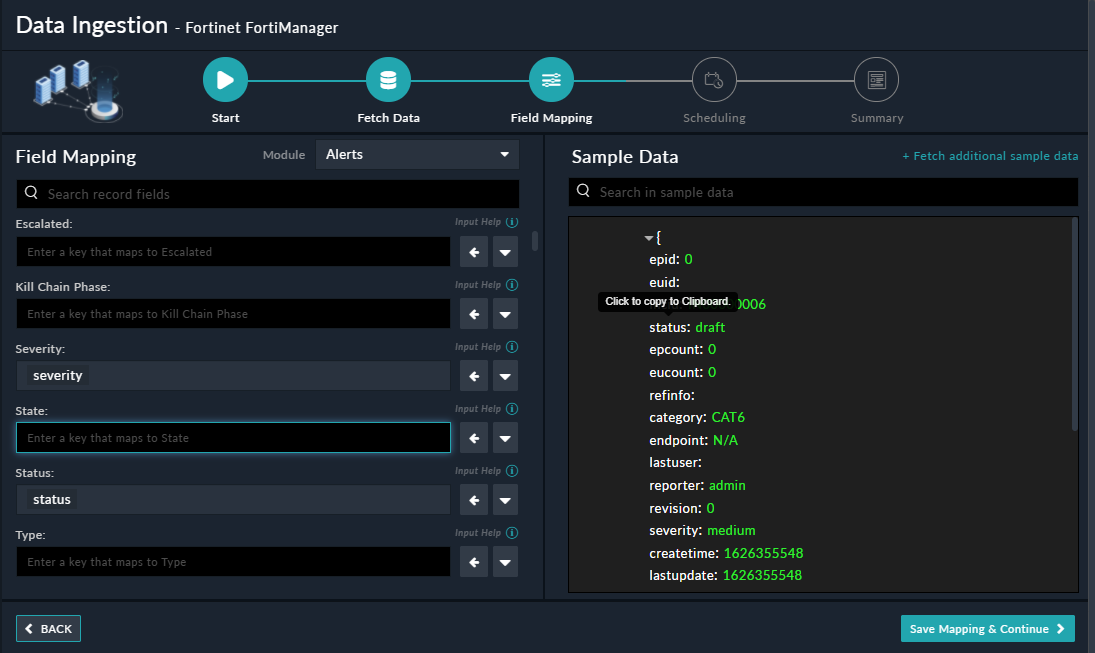 Data Ingestion - Fortinet FortiManager
Start
Fetch Data
Field Mapping
Scheduling
Summary
Field Mapping
Module
Alerts
Search record fields
Escalated:
Input Help
Enter a key that maps to Escalated
Kill Chain Phase:
Input Help
Enter a key that maps to Kill Chain Phase
Severity:
Input Help
severity
State:
Input Help
Enter a key that maps to State
Status:
Input Help
status
Type:
Input Help
Enter a key that maps to Type
Sample Data
+ Fetch additional sample data
Search in sample data
{
epid: 0
euid:
Click to copy to Clipboard.
0006
status: draft
epcount: 0
eucount: 0
refinfo:
category: CAT6
endpoint: N/A
lastuser:
reporter: admin
revision: 0
severity: medium
createtime: 1626355548
lastupdate: 1626355548
BACK
Save Mapping & Continue